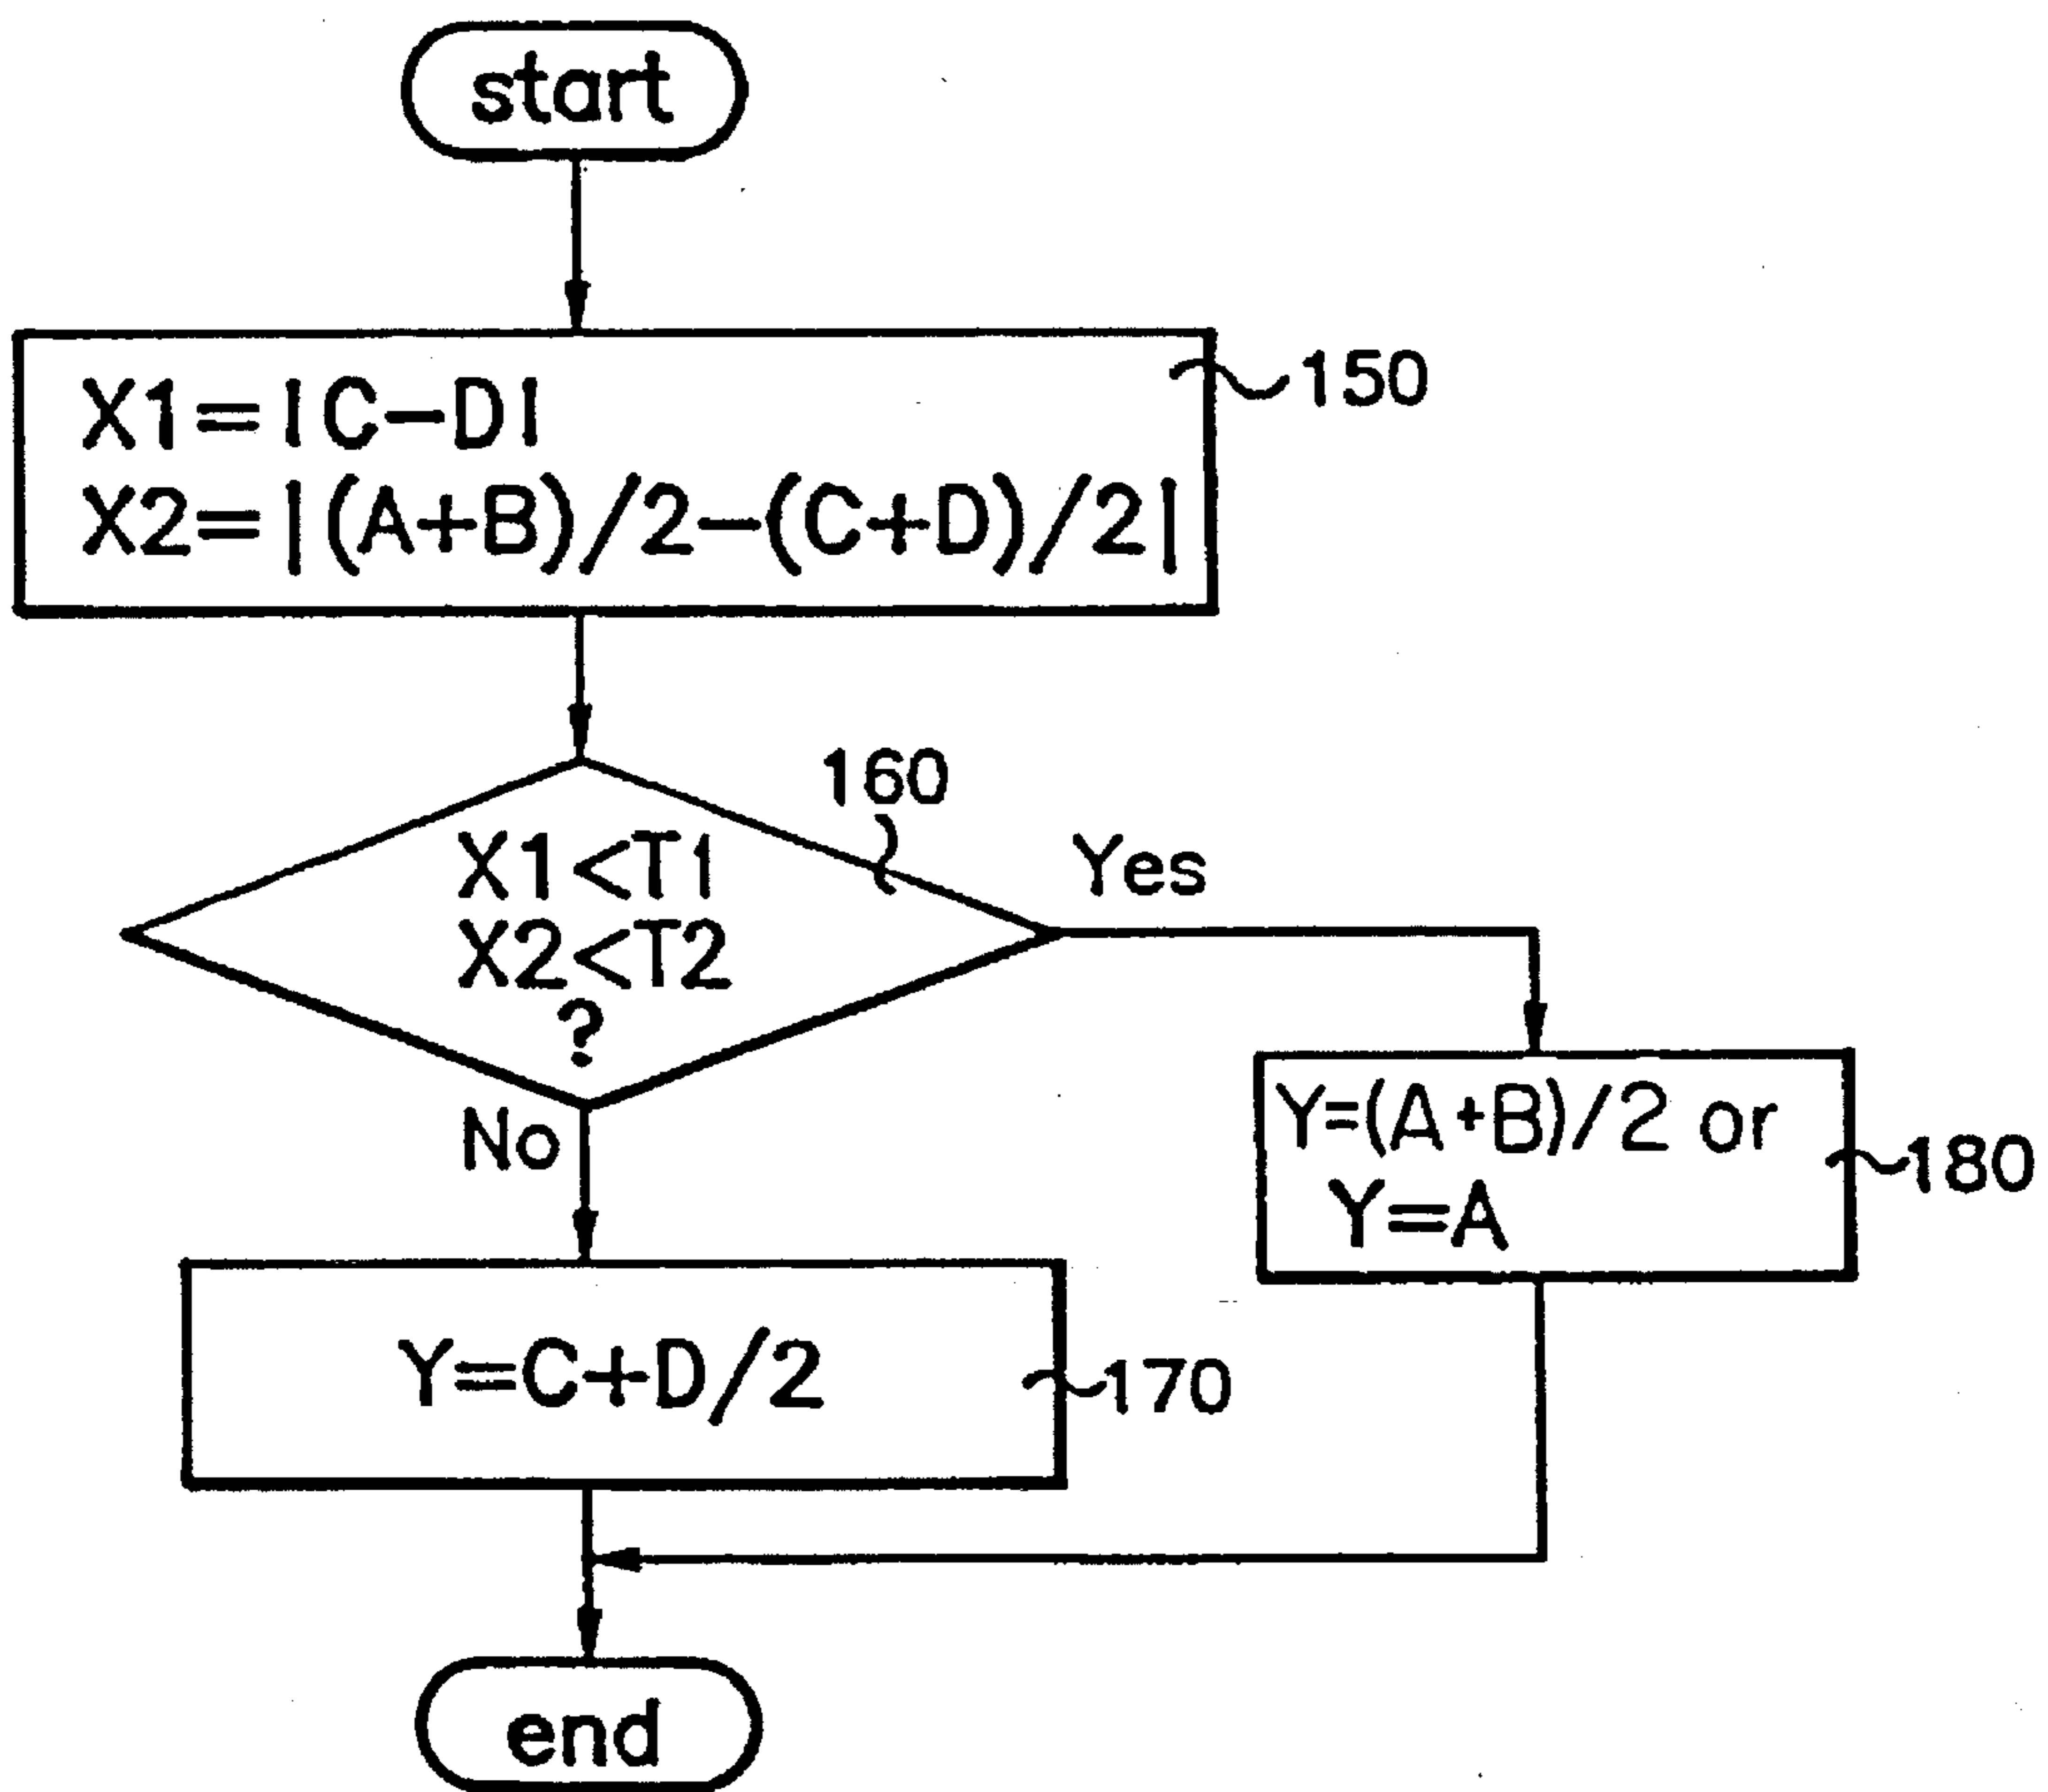 start
X1=|C-D|
X2=|(A+B)/2-(C+D)/2|
150
160
X1<T1
X2<T2
?
Yes
No
Y=(A+B)/2 or
Y=A
180
Y=C+D/2
170
end